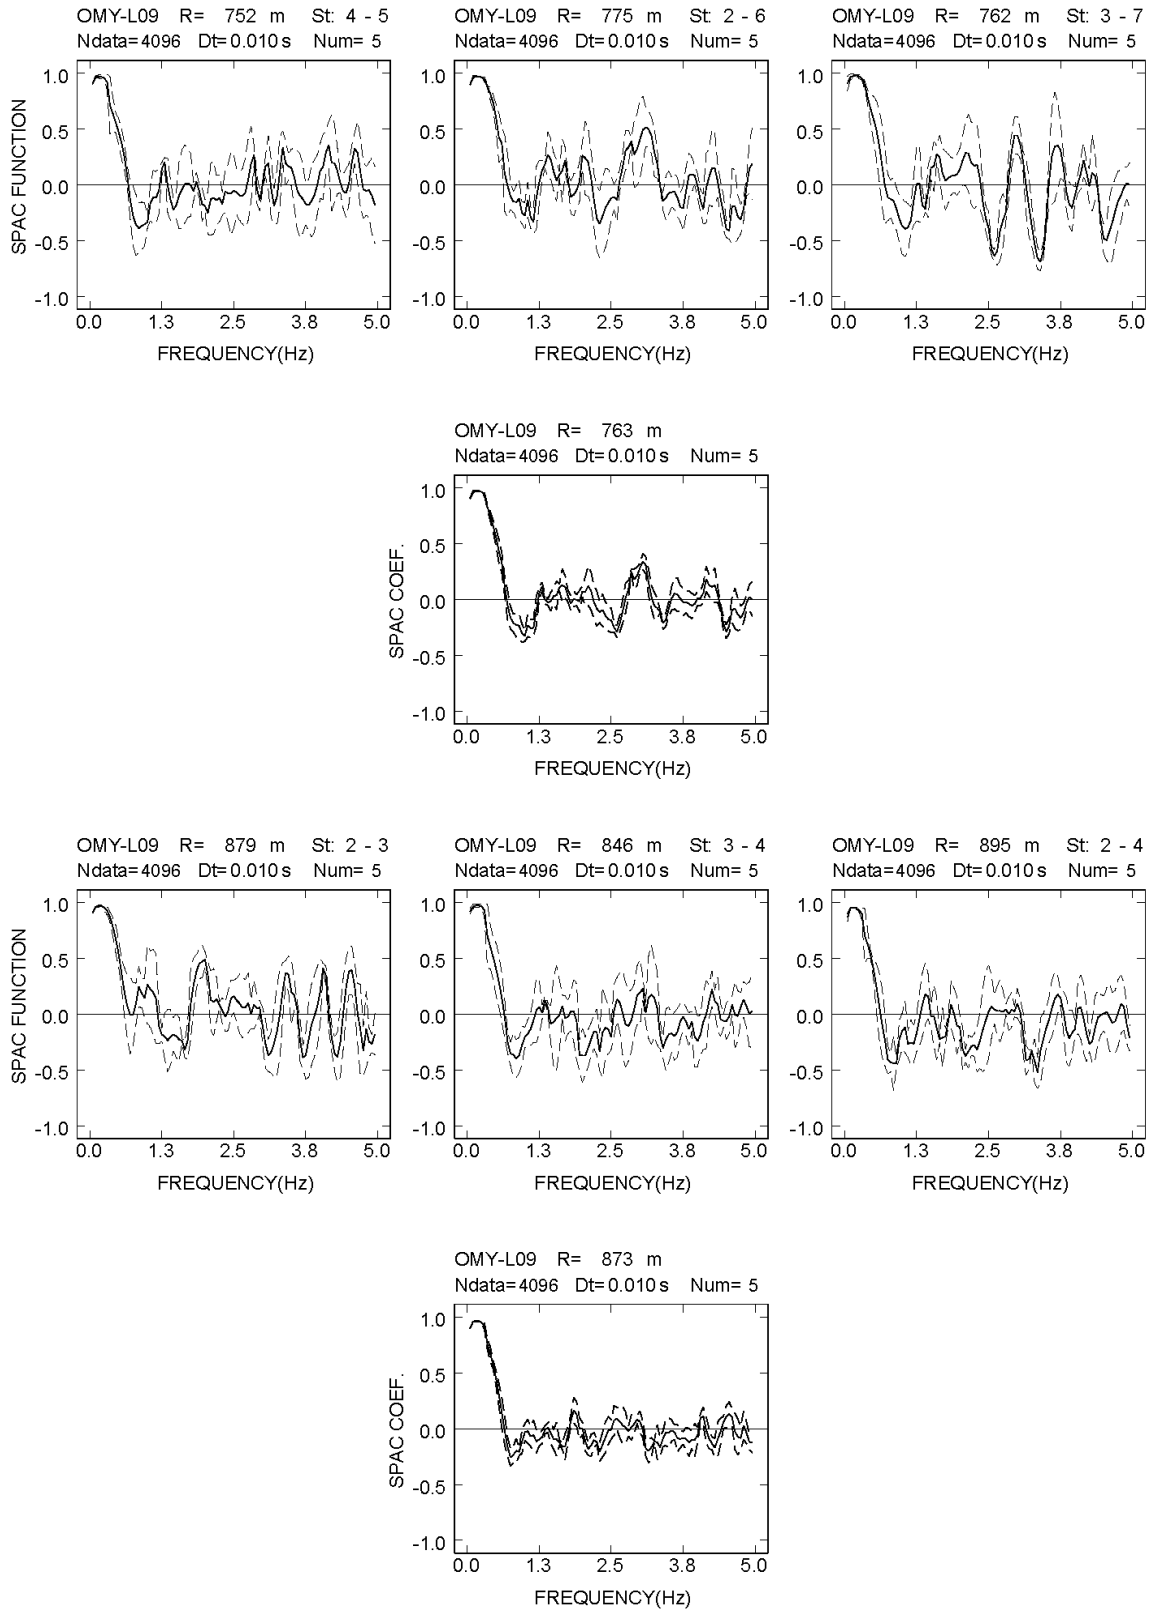 OMY-L09 R= 752 m St: 4 - 5
Ndata=4096 Dt=0.010 s Num= 5
1.0
0.5
0.0
-0.5
-1.0
SPAC FUNCTION
0.0 1.3 2.5 3.8 5.0
FREQUENCY(Hz)
OMY-L09 R= 775 m St: 2 - 6
Ndata=4096 Dt=0.010 s Num= 5
1.0
0.5
0.0
-0.5
-1.0
0.0 1.3 2.5 3.8 5.0
FREQUENCY(Hz)
OMY-L09 R= 762 m St: 3 - 7
Ndata=4096 Dt=0.010 s Num= 5
1.0
0.5
0.0
-0.5
-1.0
0.0 1.3 2.5 3.8 5.0
FREQUENCY(Hz)
OMY-L09 R= 763 m
Ndata=4096 Dt=0.010 s Num= 5
1.0
0.5
0.0
-0.5
-1.0
SPAC COEF.
0.0 1.3 2.5 3.8 5.0
FREQUENCY(Hz)
OMY-L09 R= 879 m St: 2 - 3
Ndata=4096 Dt=0.010 s Num= 5
1.0
0.5
0.0
-0.5
-1.0
SPAC FUNCTION
0.0 1.3 2.5 3.8 5.0
FREQUENCY(Hz)
OMY-L09 R= 846 m St: 3 - 4
Ndata=4096 Dt=0.010 s Num= 5
1.0
0.5
0.0
-0.5
-1.0
0.0 1.3 2.5 3.8 5.0
FREQUENCY(Hz)
OMY-L09 R= 895 m St: 2 - 4
Ndata=4096 Dt=0.010 s Num= 5
1.0
0.5
0.0
-0.5
-1.0
0.0 1.3 2.5 3.8 5.0
FREQUENCY(Hz)
OMY-L09 R= 873 m
Ndata=4096 Dt=0.010 s Num= 5
1.0
0.5
0.0
-0.5
-1.0
SPAC COEF.
0.0 1.3 2.5 3.8 5.0
FREQUENCY(Hz)